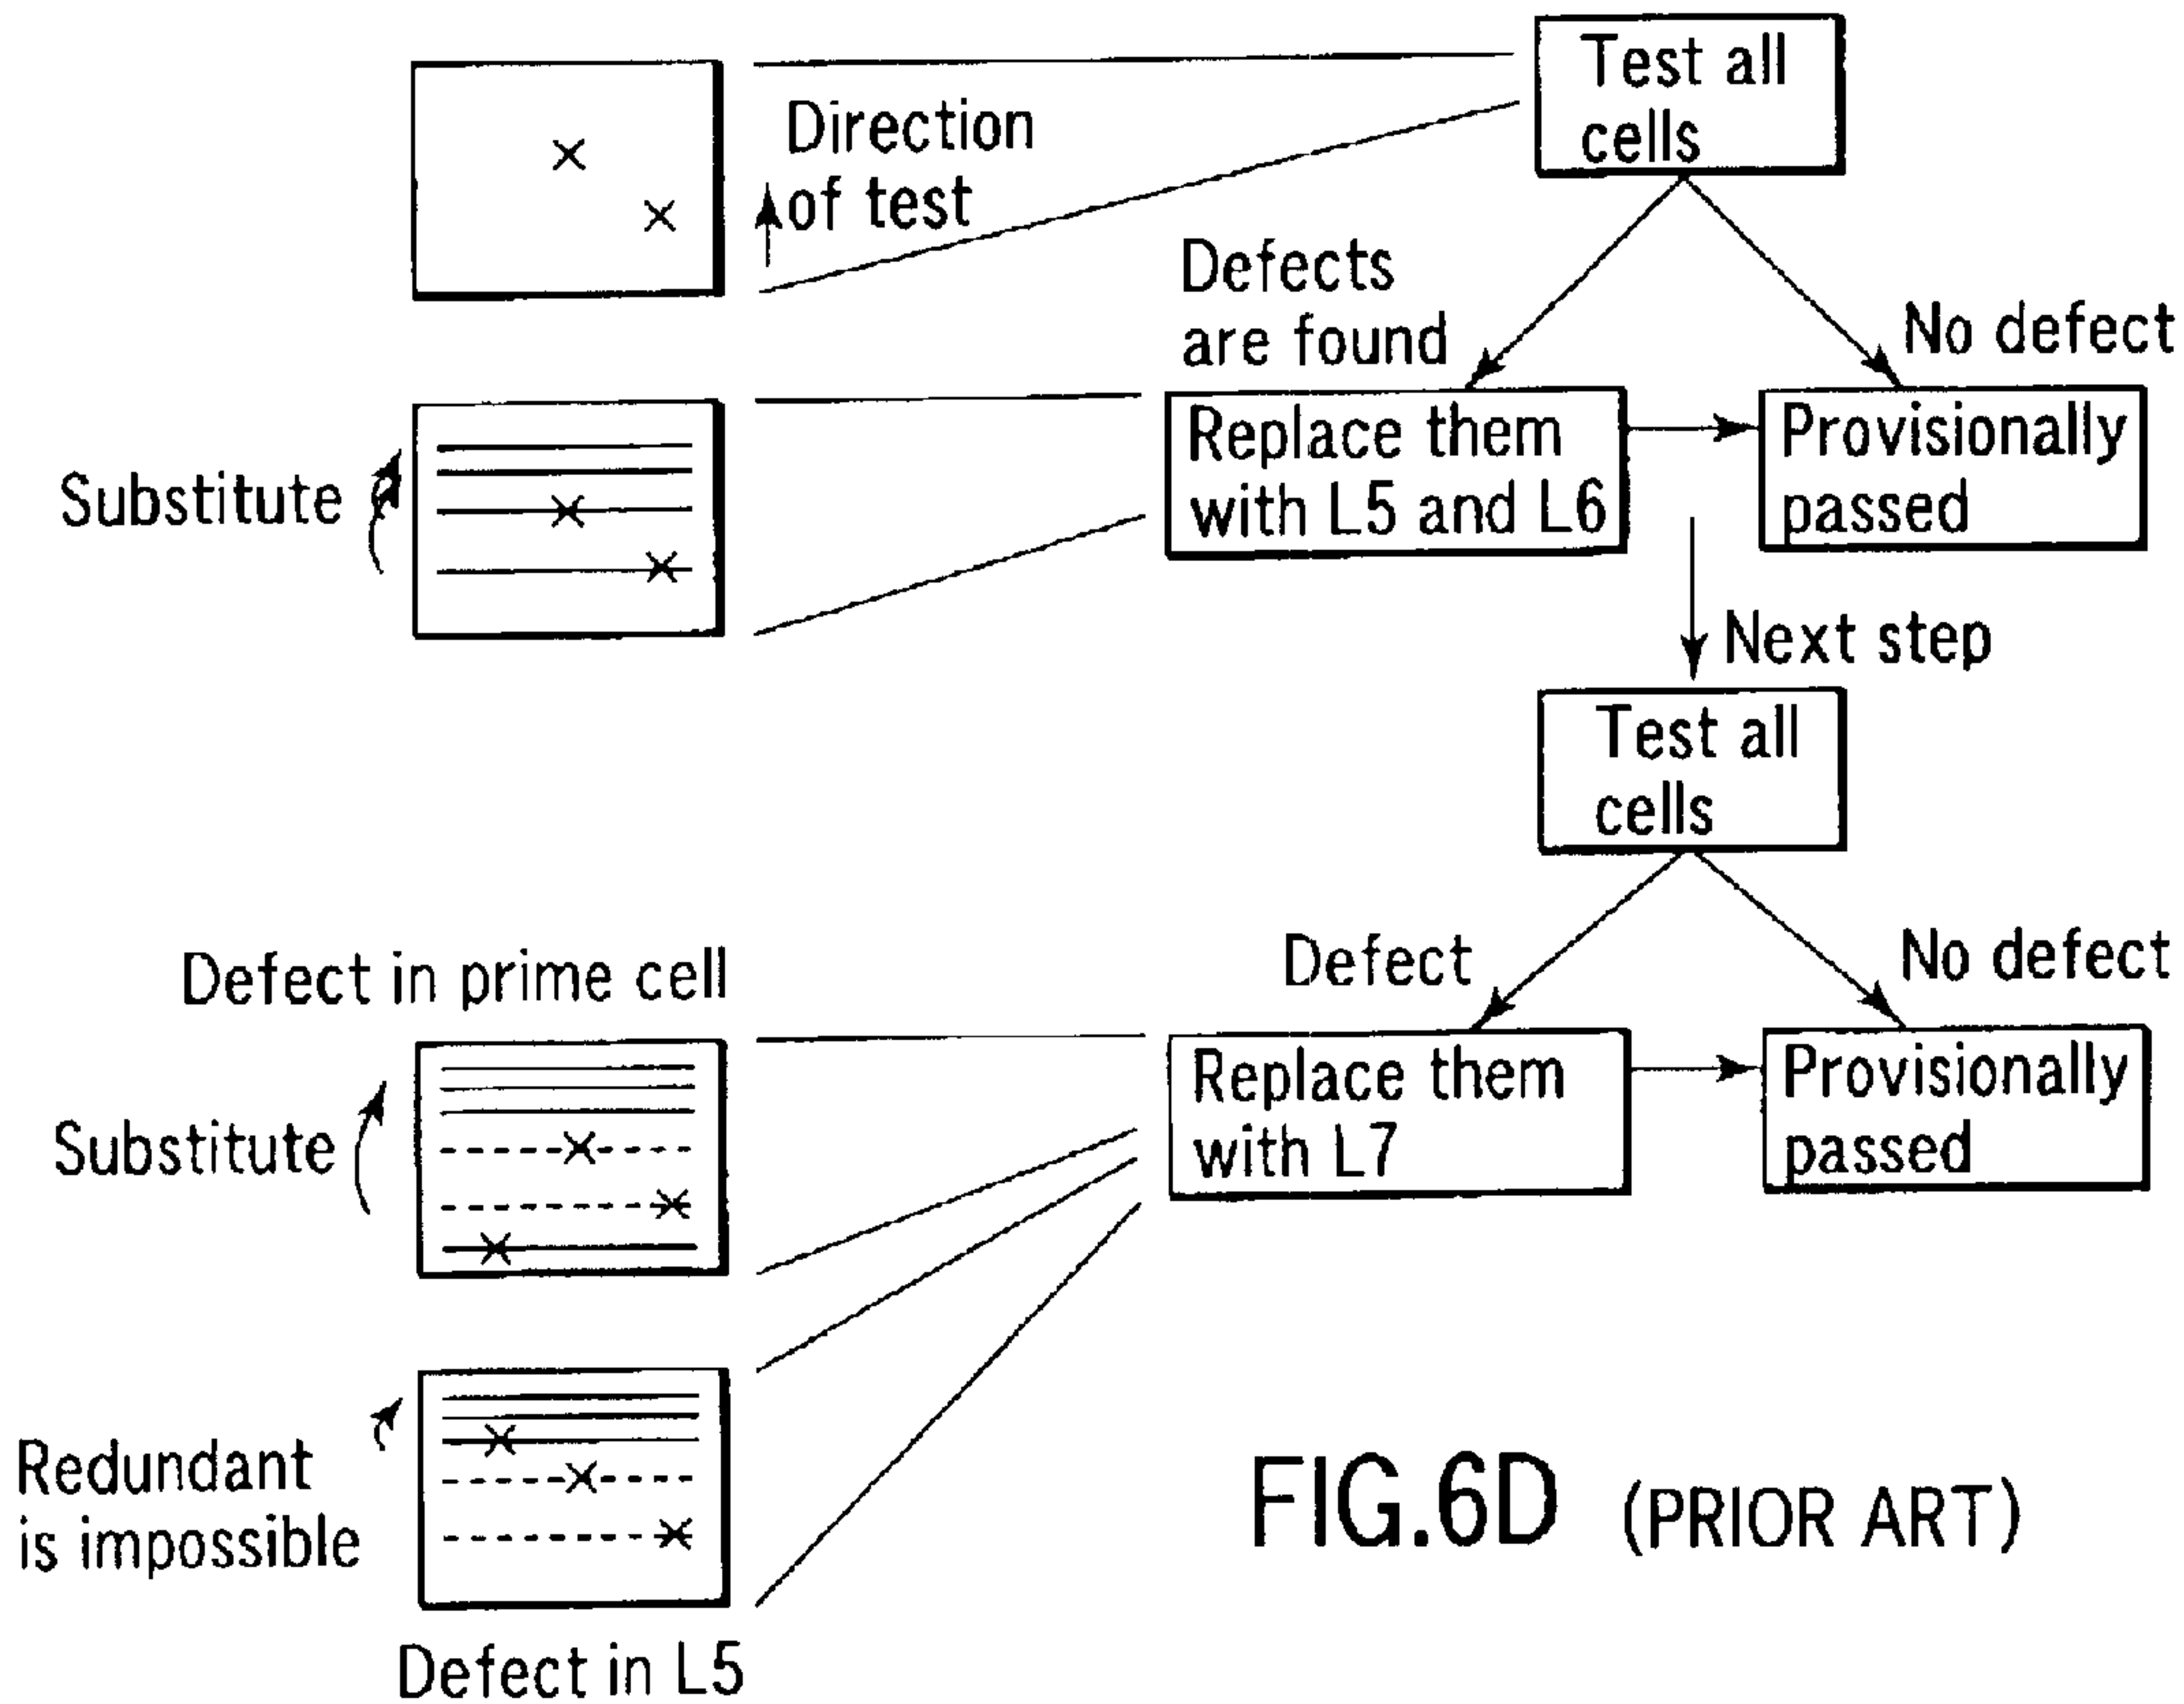 Test all
cells
Direction
of test
Defects
are found
No defect
Substitute
Replace them
with L5 and L6
Provisionally
passed
Next step
Test all
cells
Defect in prime cell
Defect
No defect
Substitute
Replace them
with L7
Provisionally
passed
Redundant
is impossible
Defect in L5
FIG.6D (PRIOR ART)